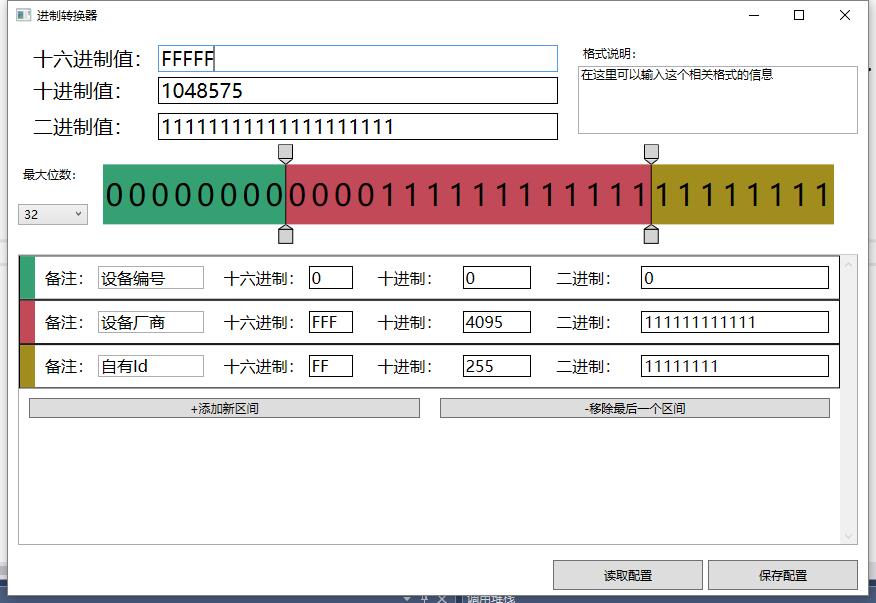 进制转换器
十六进制值: FFFFF
十进制值: 1048575
二进制值: 11111111111111111111
格式说明:
在这里可以输入这个相关格式的信息
最大位数:
32
00000000000011111111111111111111
备注: 设备编号 十六进制: 0 十进制: 0 二进制: 0
备注: 设备厂商 十六进制: FFF 十进制: 4095 二进制: 111111111111
备注: 自有Id 十六进制: FF 十进制: 255 二进制: 11111111
+添加新区间 -移除最后一个区间
读取配置 保存配置
调用堆栈